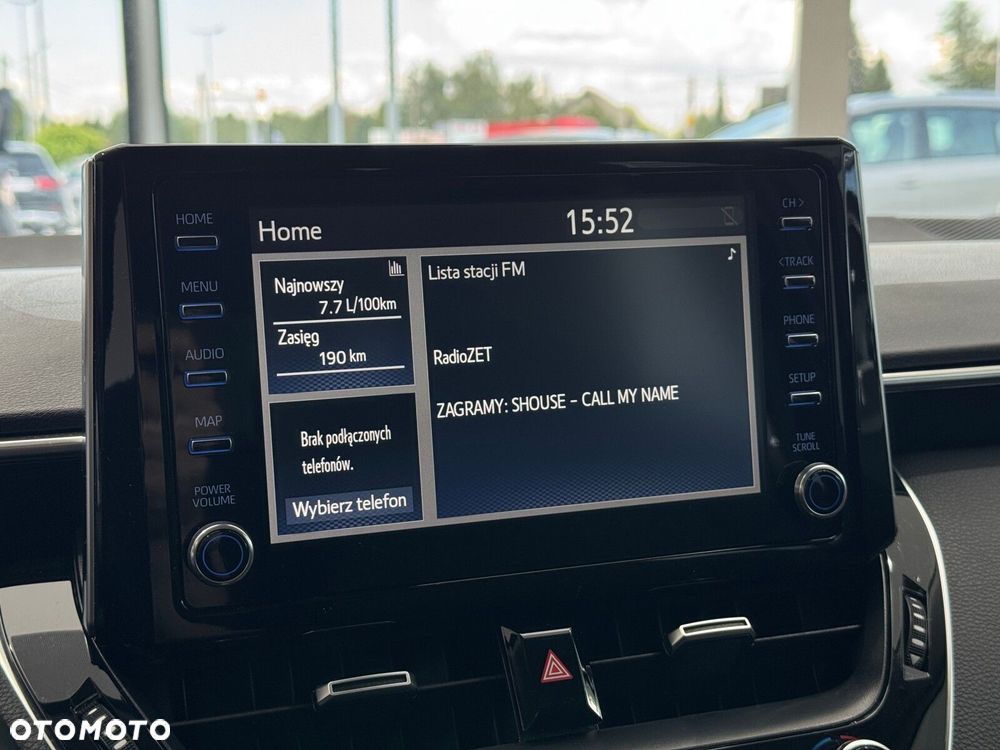 HOME
MENU
AUDIO
MAP
POWER
VOLUME
Home
15:52
Najnowszy
7.7 L/100km
Zasięg
190 km
Brak podłączonych
telefonów.
Wybierz telefon
Lista stacji FM
RadioZET
ZAGRAMY: SHOUSE - CALL MY NAME
CH >
< TRACK
PHONE
SETUP
TUNE
SCROLL
OTOMOTO